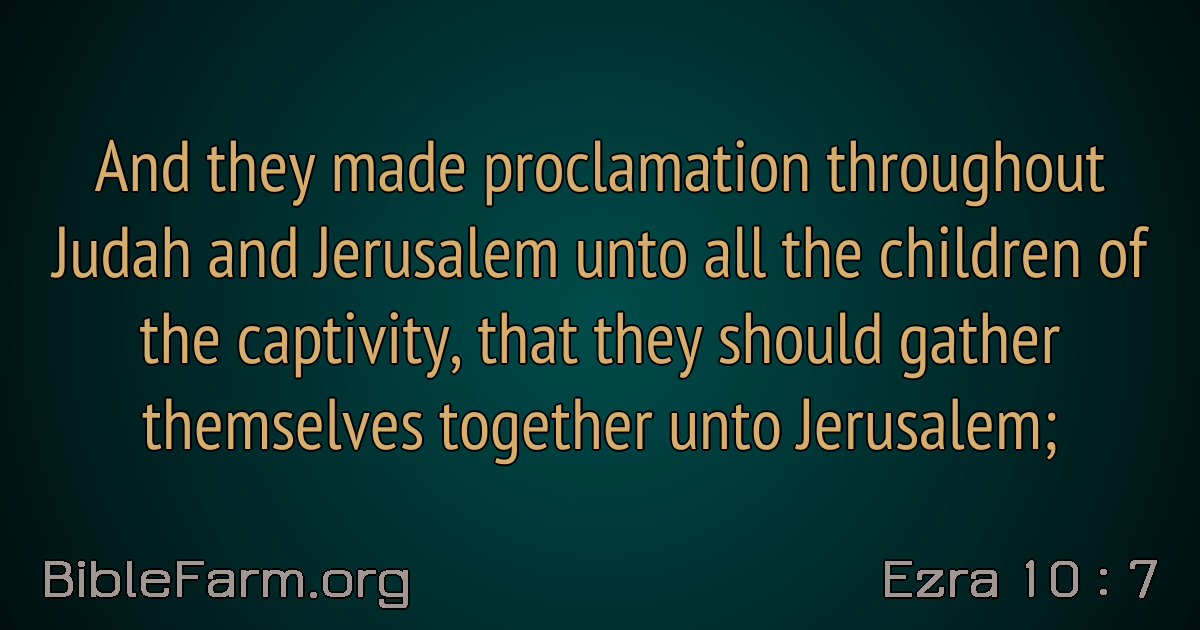 And they made proclamation throughout
Judah and Jerusalem unto all the children of
the captivity, that they should gather
themselves together unto Jerusalem;
BibleFarm.org
Ezra 10 : 7